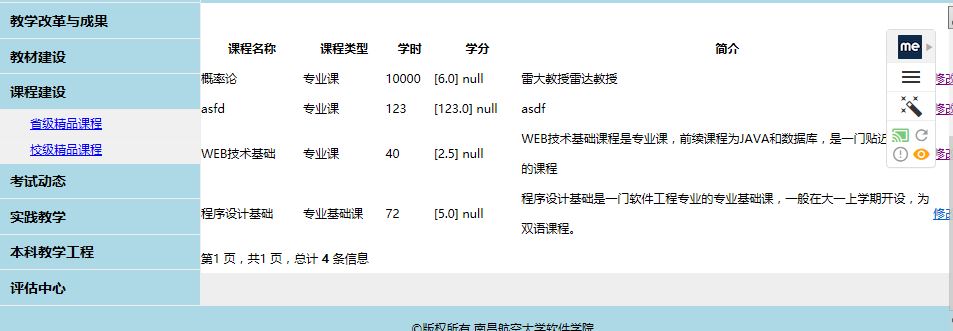 教学改革与成果
教材建设
课程建设
省级精品课程
校级精品课程
考试动态
实践教学
本科教学工程
评估中心
课程名称 课程类型 学时 学分 简介
概率论 专业课 10000 [6.0] null 雷大教授雷达教授 修改
asfd 专业课 123 [123.0] null asdf 修改
WEB技术基础 专业课 40 [2.5] null WEB技术基础课程是专业课，前续课程为JAVA和数据库，是一门贴近
的课程 修改
程序设计基础 专业基础课 72 [5.0] null 程序设计基础是一门软件工程专业的专业基础课，一般在大一上学期开设，为
双语课程。 修改
第1 页，共1 页，总计 4 条信息
me
©版权所有 南昌航空大学软件学院